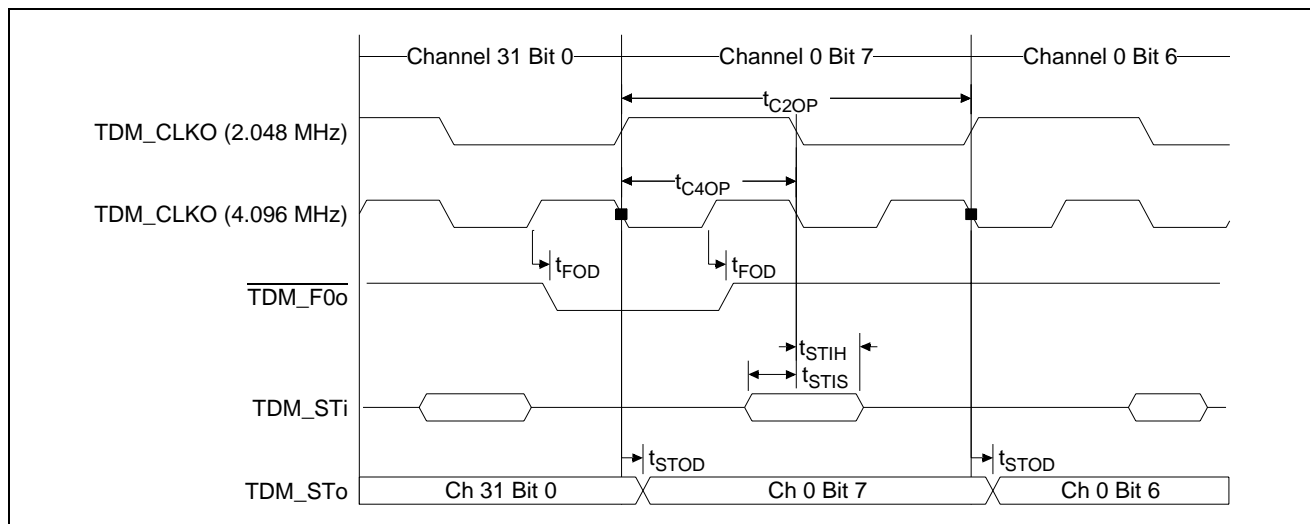 Channel 31 Bit 0 Channel 0 Bit 7 Channel 0 Bit 6
tC2OP
TDM_CLKO (2.048 MHz)
tC4OP
TDM_CLKO (4.096 MHz)
tFOD tFOD
TDM_F0o
tSTIH
tSTIS
TDM_STi
tSTOD tSTOD
TDM_STo Ch 31 Bit 0 Ch 0 Bit 7 Ch 0 Bit 6